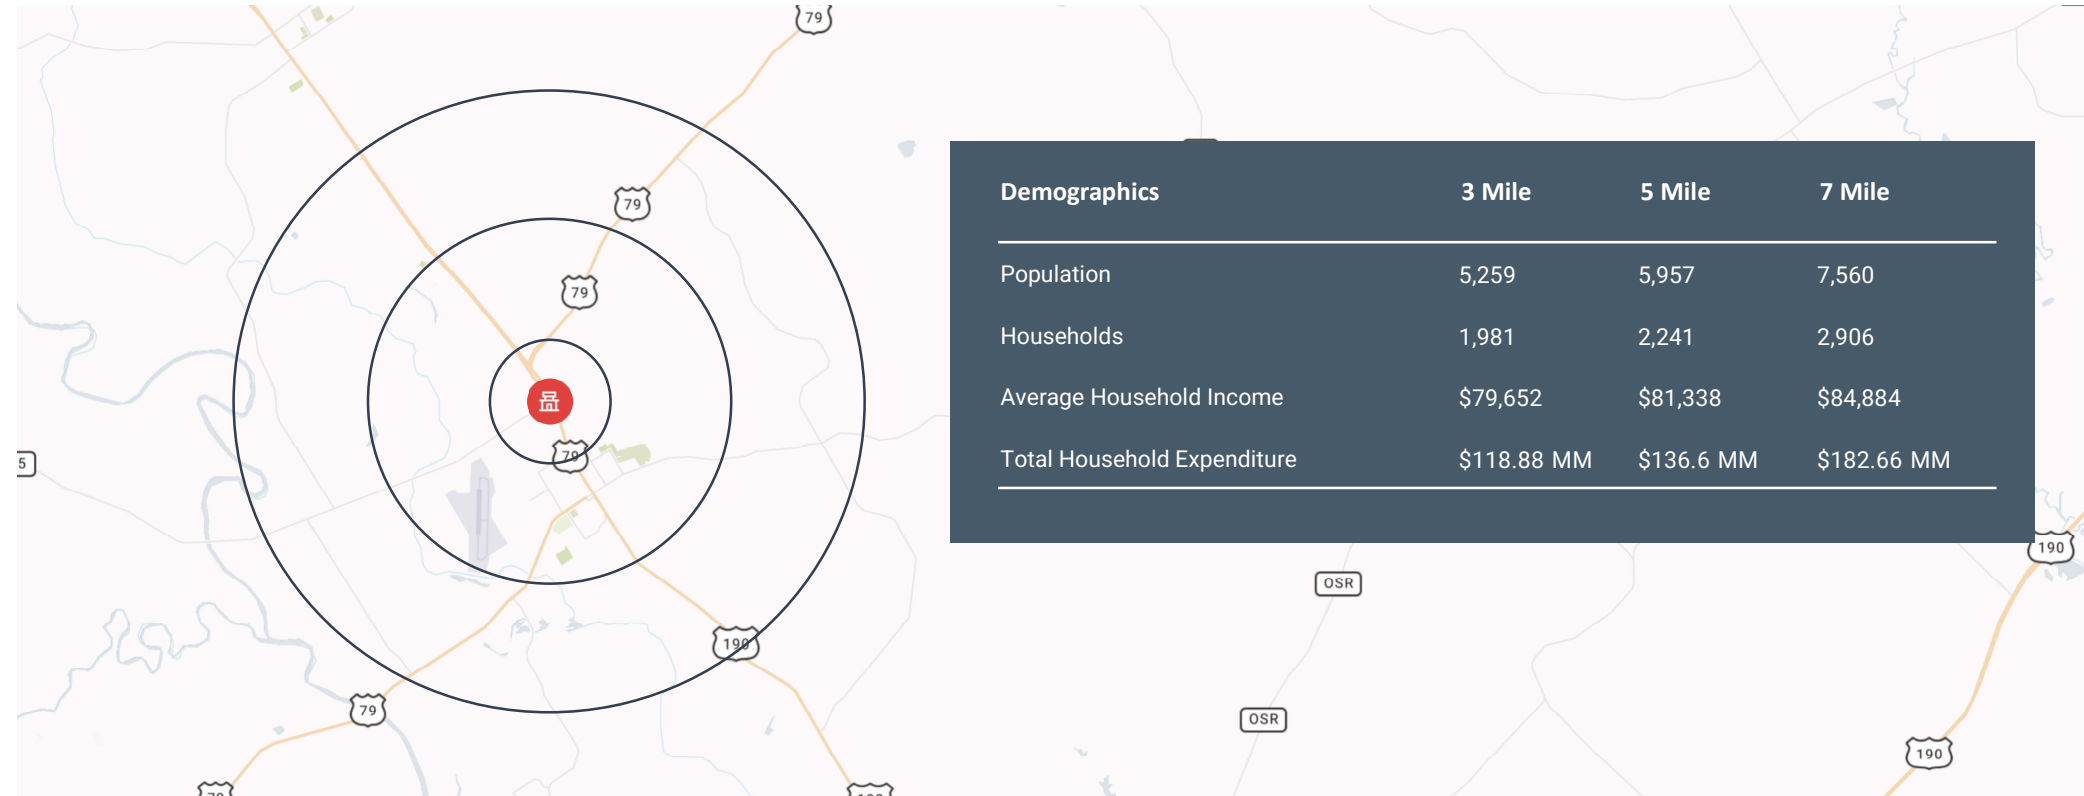 79
79
79
79
5
190
79
OSR
OSR
190
190
Demographics 3 Mile 5 Mile 7 Mile
Population 5,259 5,957 7,560
Households 1,981 2,241 2,906
Average Household Income $79,652 $81,338 $84,884
Total Household Expenditure $118.88 MM $136.6 MM $182.66 MM